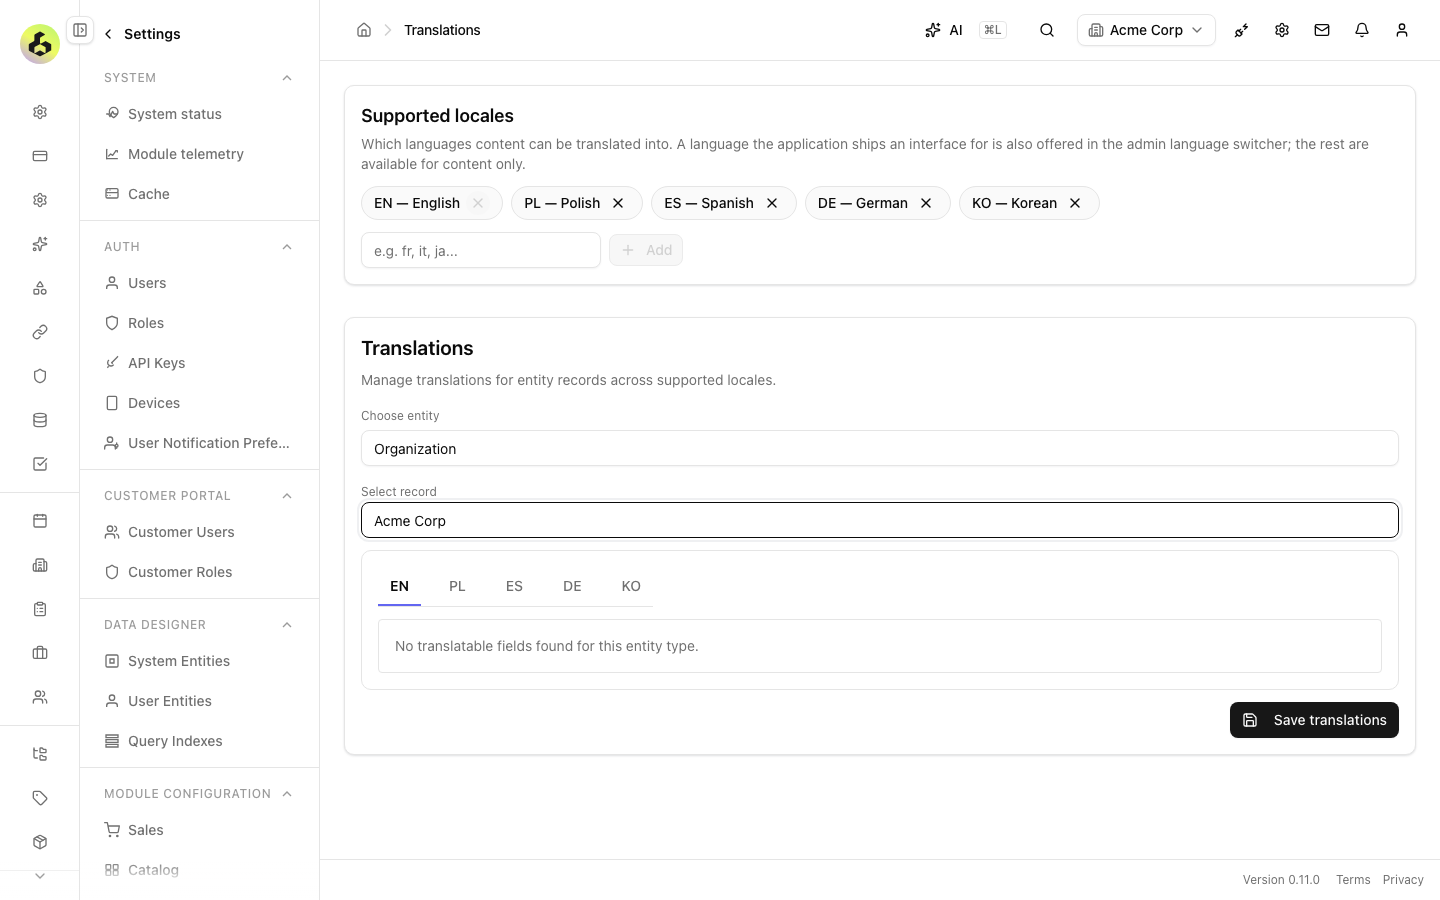 Settings
SYSTEM
System status
Module telemetry
Cache
AUTH
Users
Roles
API Keys
Devices
User Notification Prefe...
CUSTOMER PORTAL
Customer Users
Customer Roles
DATA DESIGNER
System Entities
User Entities
Query Indexes
MODULE CONFIGURATION
Sales
Catalog
Translations
AI ⌘L
Acme Corp
Supported locales
Which languages content can be translated into. A language the application ships an interface for is also offered in the admin language switcher; the rest are
available for content only.
EN — English
PL — Polish
ES — Spanish
DE — German
KO — Korean
e.g. fr, it, ja...
Add
Translations
Manage translations for entity records across supported locales.
Choose entity
Organization
Select record
Acme Corp
EN PL ES DE KO
No translatable fields found for this entity type.
Save translations
Version 0.11.0 Terms Privacy